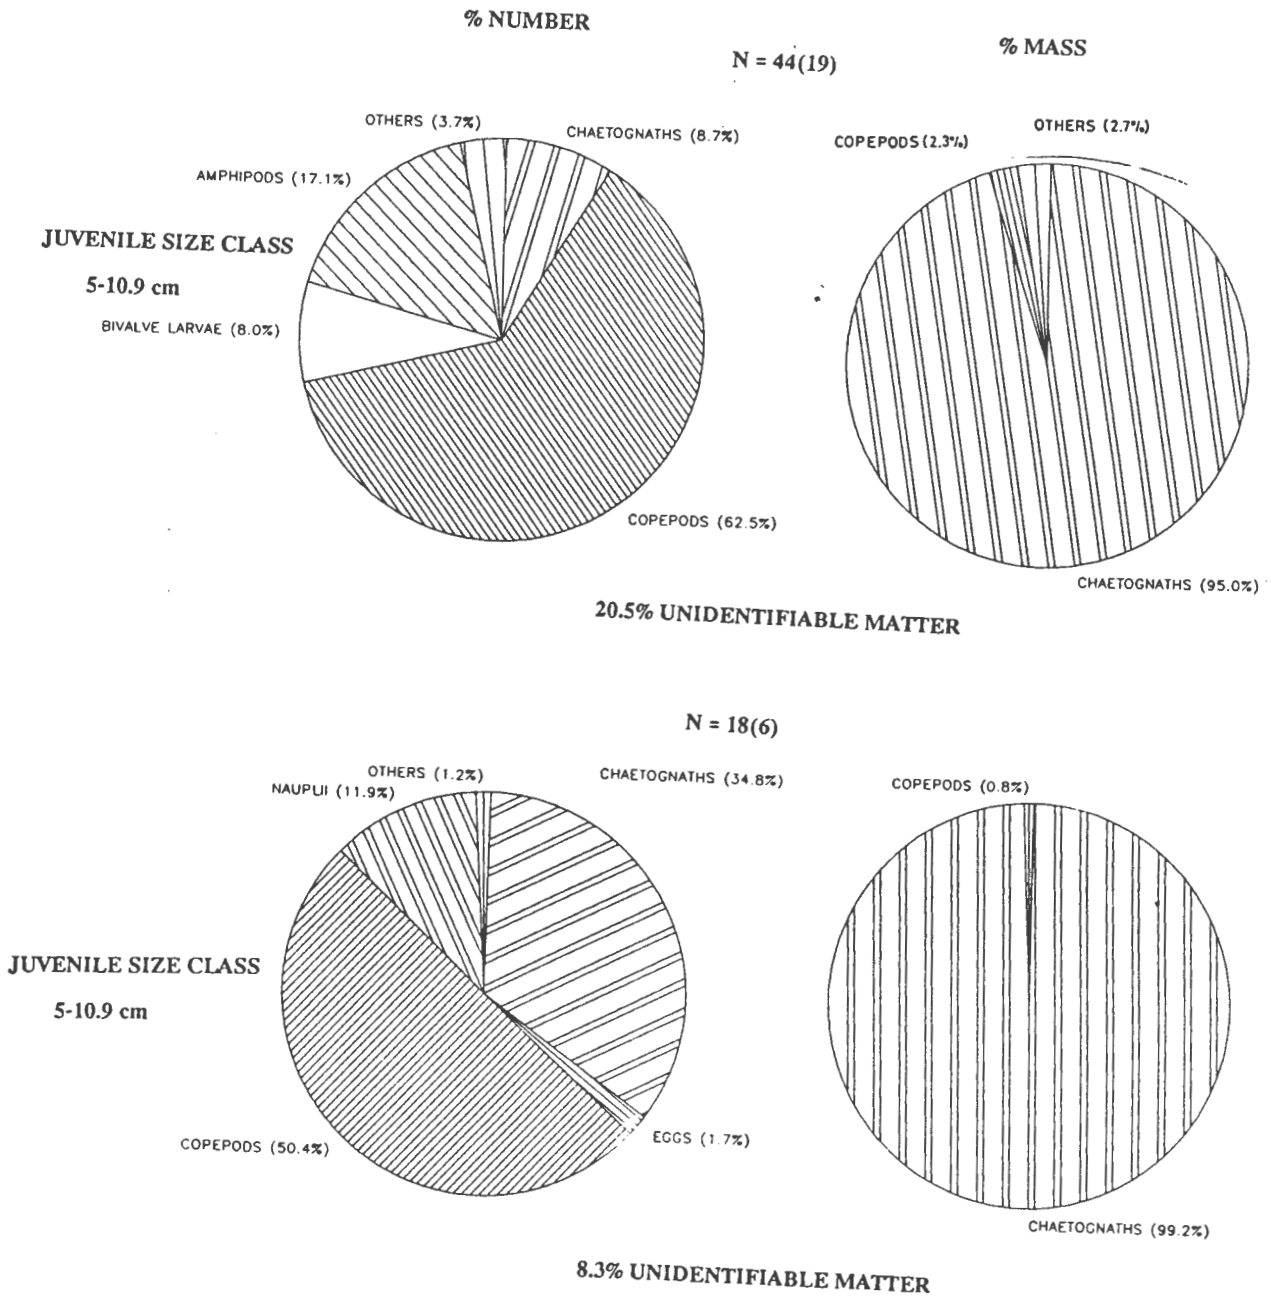 % NUMBER
% MASS
N = 44(19)
OTHERS (3.7%)
CHAETOGNATHS (8.7%)
COPEPODS (2.3%)
OTHERS (2.7%)
AMPHIPODS (17.1%)
JUVENILE SIZE CLASS
5-10.9 cm
BIVALVE LARVAE (8.0%)
COPEPODS (62.5%)
CHAETOGNATHS (95.0%)
20.5% UNIDENTIFIABLE MATTER
N = 18(6)
OTHERS (1.2%)
CHAETOGNATHS (34.8%)
NAUPLII (11.9%)
COPEPODS (0.8%)
JUVENILE SIZE CLASS
5-10.9 cm
COPEPODS (50.4%)
EGGS (1.7%)
CHAETOGNATHS (99.2%)
8.3% UNIDENTIFIABLE MATTER